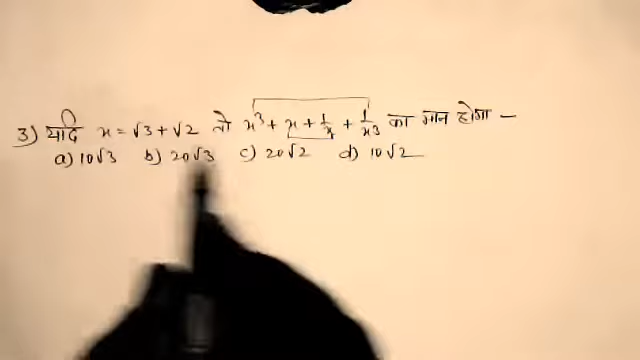 3) यदि x = √3 + √2 तो x³ + x + 1/x + 1/x³ का मान होगा −
a) 10√3 b) 20√3 c) 20√2 d) 10√2